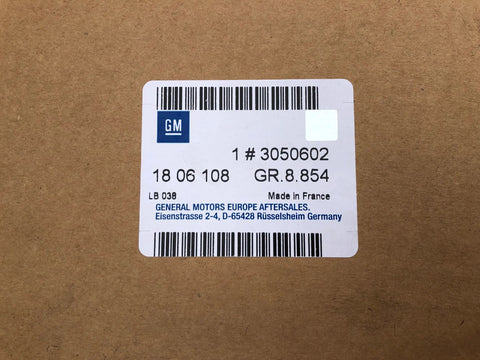 GM
1 # 3050602
18 06 108 GR.8.854
LB 038 Made in France
GENERAL MOTORS EUROPE AFTERSALES.
Eisenstrasse 2-4, D-65428 Rüsselsheim Germany